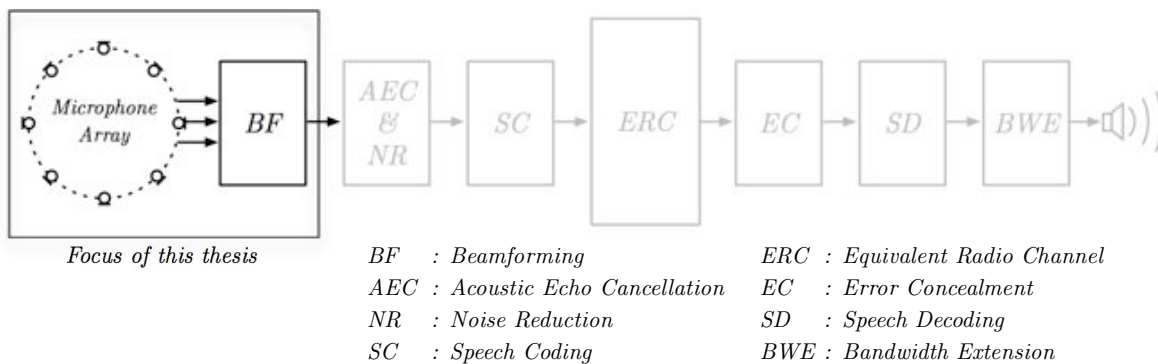 Microphone
Array
BF
AEC
&
NR
SC
ERC
EC
SD
BWE
Focus of this thesis
BF : Beamforming
AEC : Acoustic Echo Cancellation
NR : Noise Reduction
SC : Speech Coding
ERC : Equivalent Radio Channel
EC : Error Concealment
SD : Speech Decoding
BWE : Bandwidth Extension